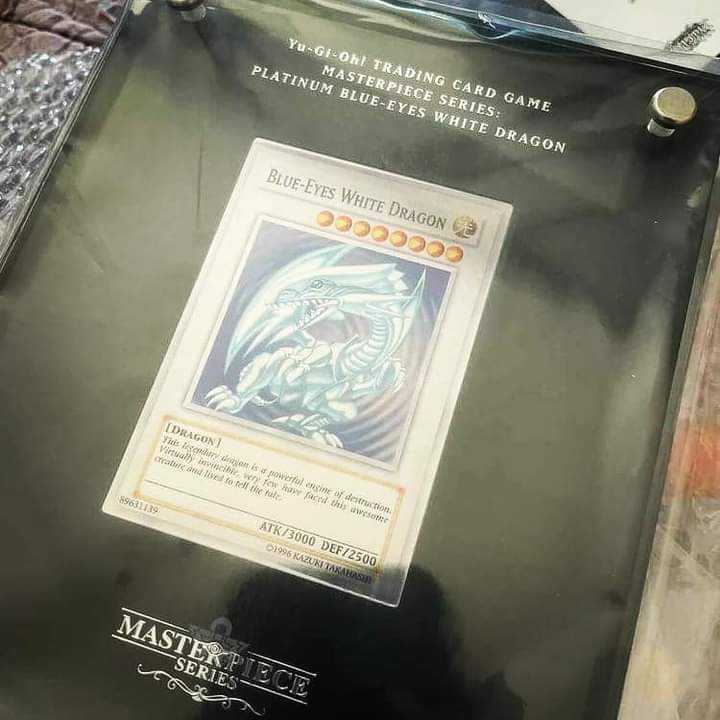 Yu-Gi-Oh! TRADING CARD GAME
MASTERPIECE SERIES:
PLATINUM BLUE-EYES WHITE DRAGON
BLUE-EYES WHITE DRAGON 光
[DRAGON]
This legendary dragon is a powerful engine of destruction.
Virtually invincible, very few have faced this awesome
creature and lived to tell the tale.
ATK/3000 DEF/2500
89631139
©1996 KAZUKI TAKAHASHI
MASTERPIECE
SERIES